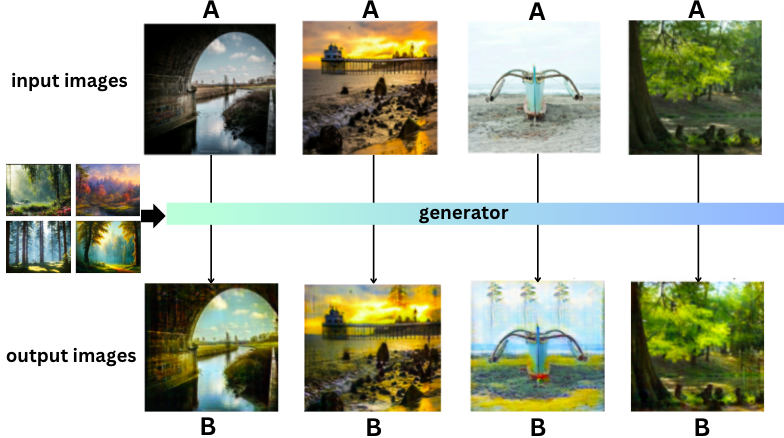 A A A A
input images
generator
output images
B B B B